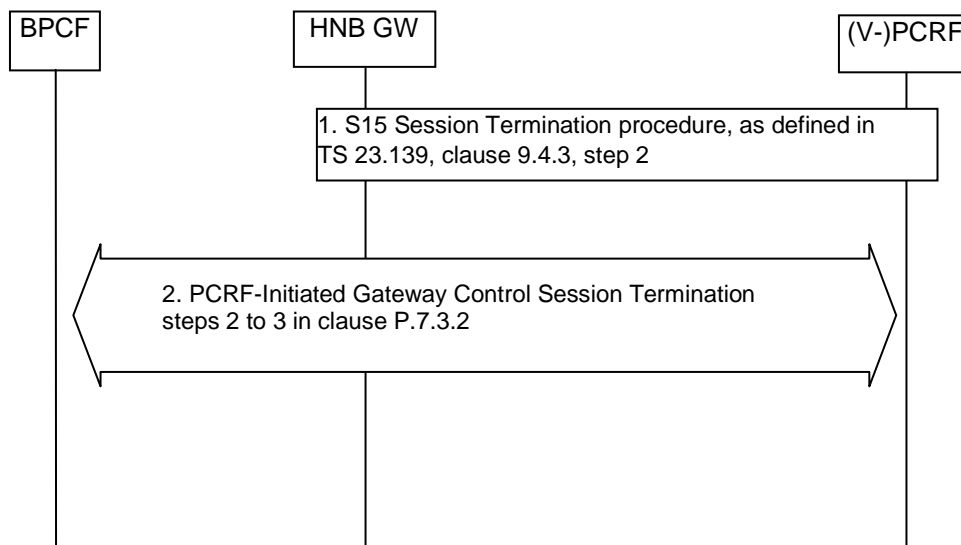 BPCF
HNB GW
(V-)PCRF
1. S15 Session Termination procedure, as defined in
TS 23.139, clause 9.4.3, step 2
2. PCRF-Initiated Gateway Control Session Termination
steps 2 to 3 in clause P.7.3.2